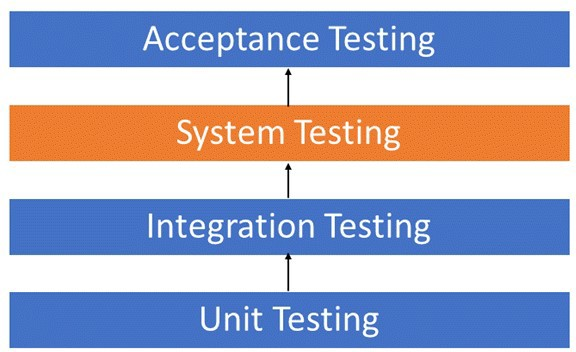 Acceptance Testing
System Testing
Integration Testing
Unit Testing